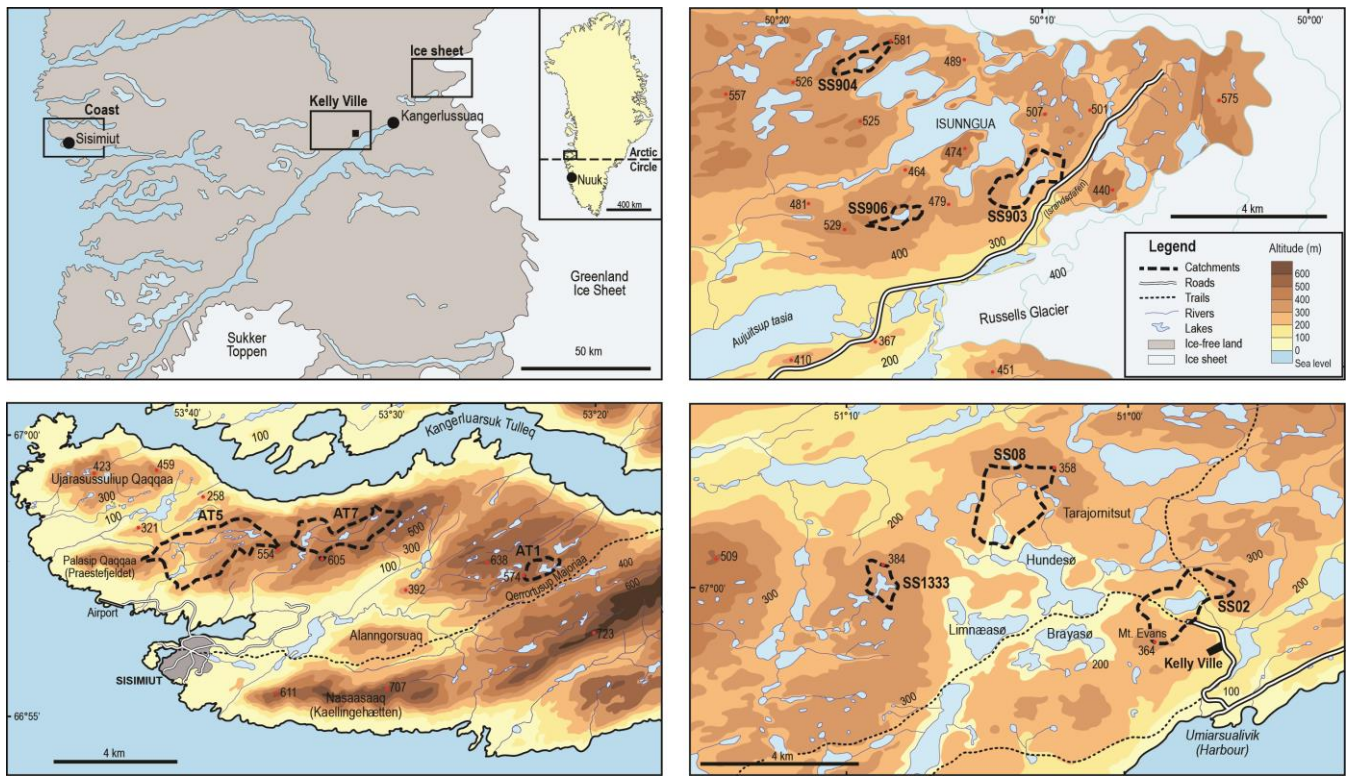 Ice sheet
Coast
Kelly Ville
Kangerlussuaq
Sisimiut
Arctic
Circle
Nuuk
400 km
Greenland
Ice Sheet
Sukker
Toppen
50 km
50°20'
50°10'
50°00'
581
489
526
557
SS904
525
507
501
575
ISUNNGUA
474
464
440
481
SS906
479
SS903
(Islandsdalen)
529
400
300
4 km
400
Aujuitsup tasia
Russells Glacier
367
410
200
451
Legend
Altitude (m)
Catchments
Roads
Trails
Rivers
Lakes
Ice-free land
Ice sheet
600
500
400
300
200
100
0
Sea level
53°40'
53°30'
53°20'
67°00'
100
Kangerluarsuk Tulleq
423
459
Ujarasussuliup Qaqqaa
300
258
100
321
AT5
AT7
500
300
554
605
100
Palasip Qaqqaa
(Praestefjeldet)
638
AT1
574
400
600
392
Qerrortusup Majoriaa
Airport
Alanngorsuaq
723
SISIMIUT
611
707
Nasaasaaq
(Kaellingehætten)
66°55'
4 km
51°10'
51°00'
SS08
358
200
Tarajornitsut
509
384
300
Hundesø
67°00'
300
SS1333
200
SS02
Limnæasø
Brayasø
Mt. Evans
364
200
Kelly Ville
300
100
Umiarsualivik
(Harbour)
4 km